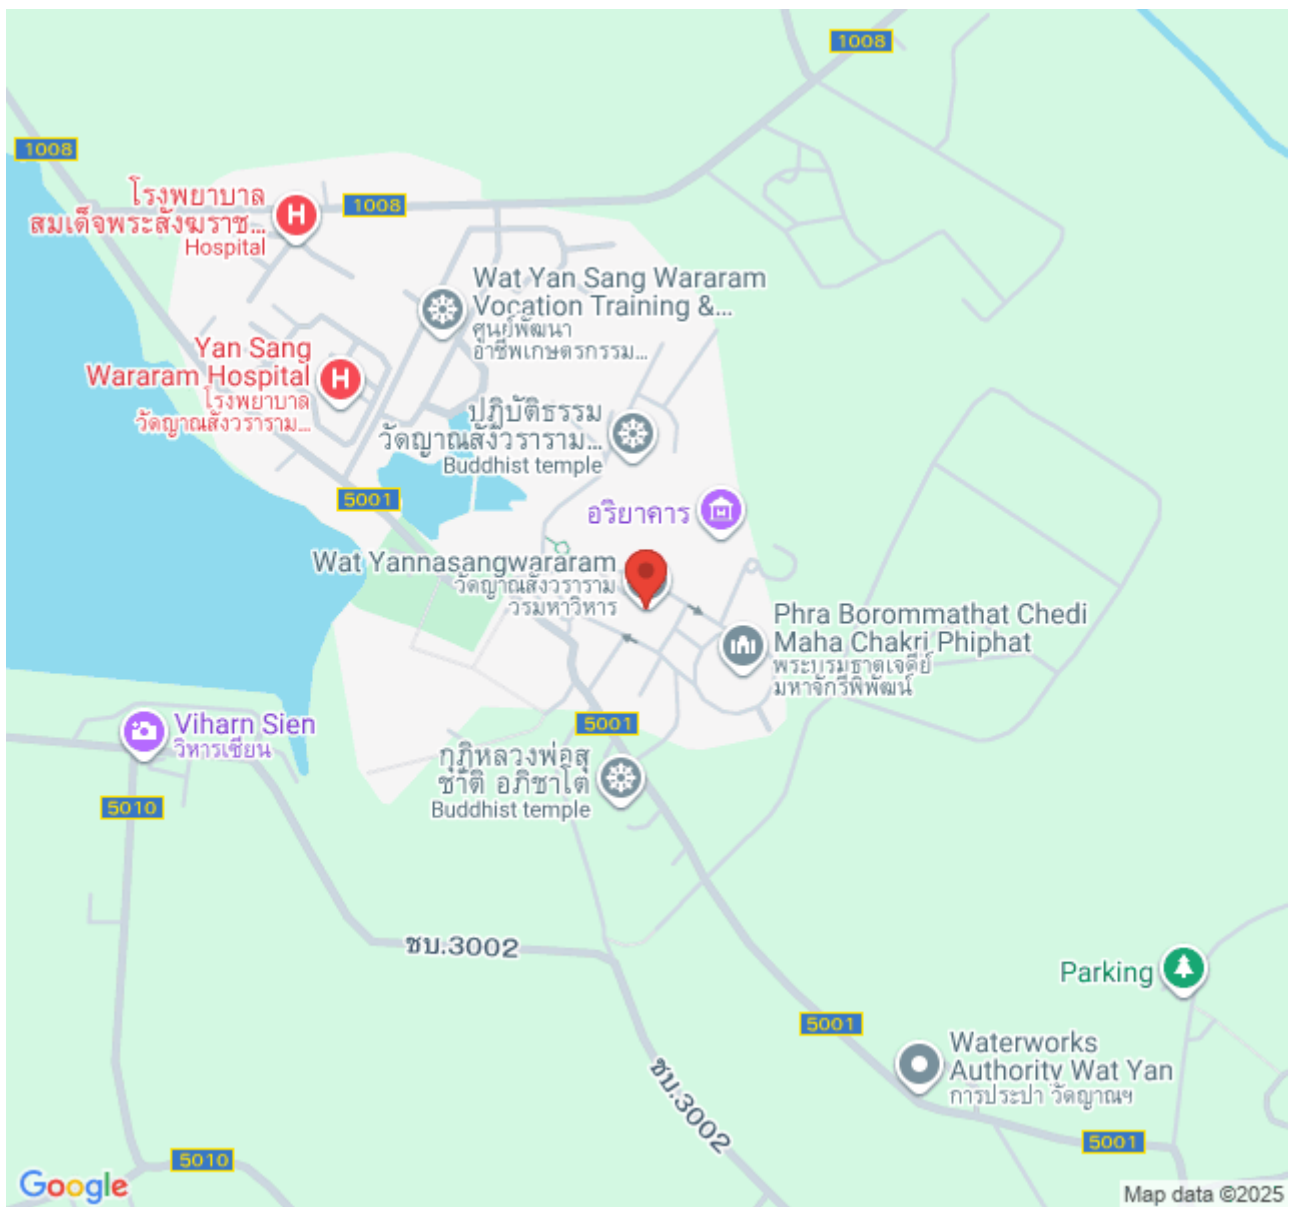 1008
1008
โรงพยาบาล
สมเด็จพระสังฆราช...
Hospital
1008
Wat Yan Sang Wararam
Vocation Training &...
ศูนย์พัฒนา
อาชีพเกษตรกรรม...
Yan Sang
Wararam Hospital
โรงพยาบาล
วัดญาณสังวราราม...
ปฏิบัติธรรม
วัดญาณสังวราราม...
Buddhist temple
5001
อริยาคาร
Wat Yannasangwararam
วัดญาณสังวราราม
วรมหาวิหาร
Phra Borommathat Chedi
Maha Chakri Phiphat
พระบรมธาตุเจดีย์
มหาจักรีพิพัฒน์
Viharn Sien
วิหารเซียน
5001
กุฏิหลวงพ่อสุ
ชาติ อภิชาโต
Buddhist temple
5010
ชบ.3002
Parking
5001
Waterworks
Authority Wat Yan
การประปา วัดญาณฯ
ชบ.3002
5001
5010
Google
Map data ©2025